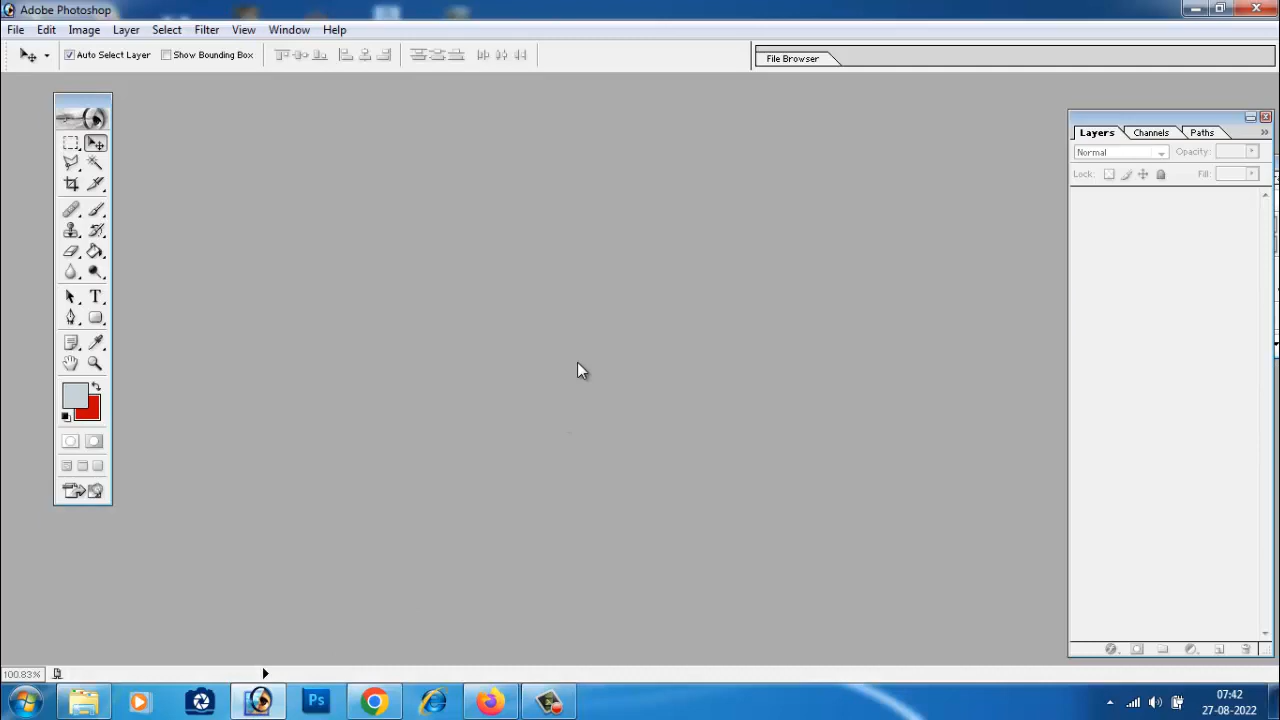 Adobe Photoshop
File Edit Image Layer Select Filter View Window Help
Auto Select Layer Show Bounding Box File Browser
Layers Channels Paths
Normal Opacity:
Lock: Fill:
T
100.83%
Ps
07:42
27-08-2022